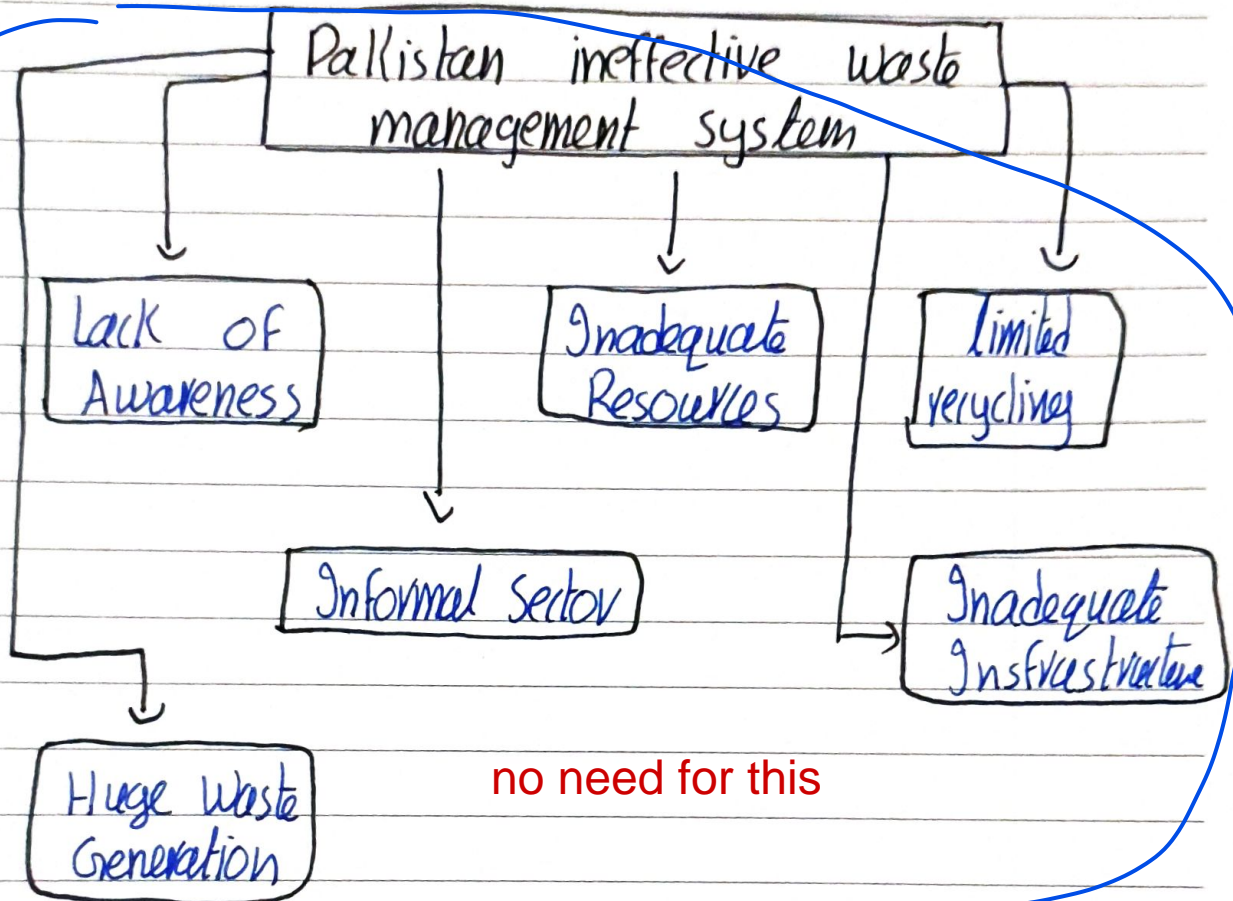 Pakistan ineffective waste
management system
Lack of
Awareness
Inadequate
Resources
limited
recycling
Informal Sector
Inadequate
Insfrastructure
no need for this
Huge Waste
Generation